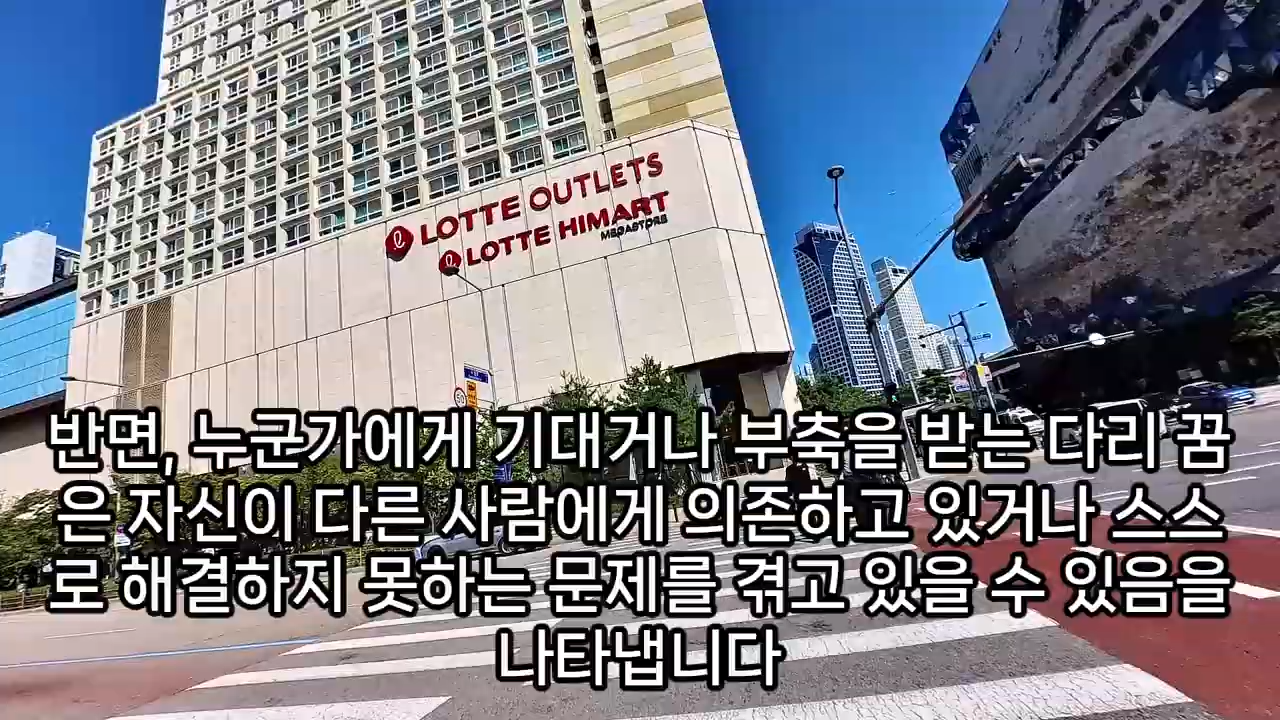 LOTTE OUTLETS
LOTTE HIMART
MEGASTORE
반면, 누군가에게 기대거나 부축을 받는 다리 꿈
은 자신이 다른 사람에게 의존하고 있거나 스스
로 해결하지 못하는 문제를 겪고 있을 수 있음을
나타냅니다